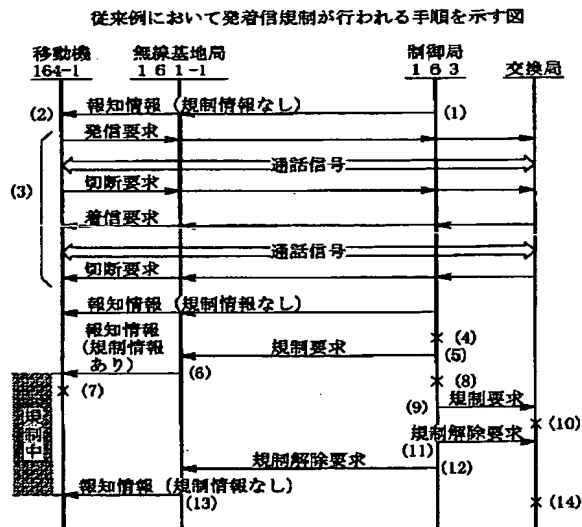 従来例において発着信規制が行われる手順を示す図
移動機 無線基地局 制御局 交換局
164-1 161-1 163
(2) 報知情報(規制情報なし) (1)
発信要求
通話信号
(3) 切断要求
着信要求
通話信号
切断要求
報知情報(規制情報なし)
報知情報
(規制情報
あり)
(4)
規制要求 (5)
(6)
(7) (8)
(9) 規制要求
(10)
規制中
規制解除要求
(11)
規制解除要求 (12)
報知情報(規制情報なし)
(13) (14)